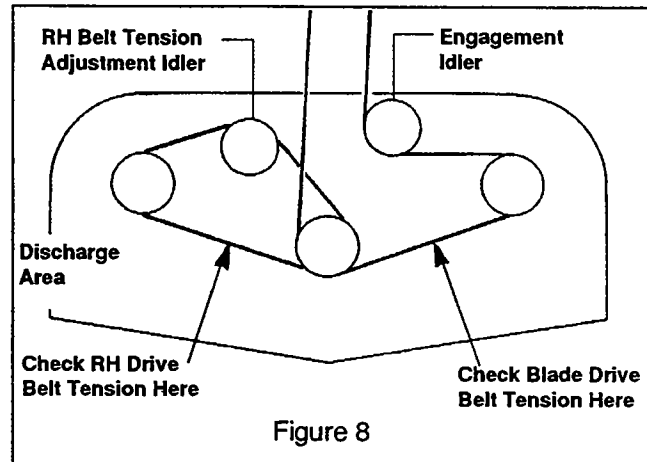 RH Belt Tension
Adjustment Idler
Engagement
Idler
Discharge
Area
Check RH Drive
Belt Tension Here
Check Blade Drive
Belt Tension Here
Figure 8